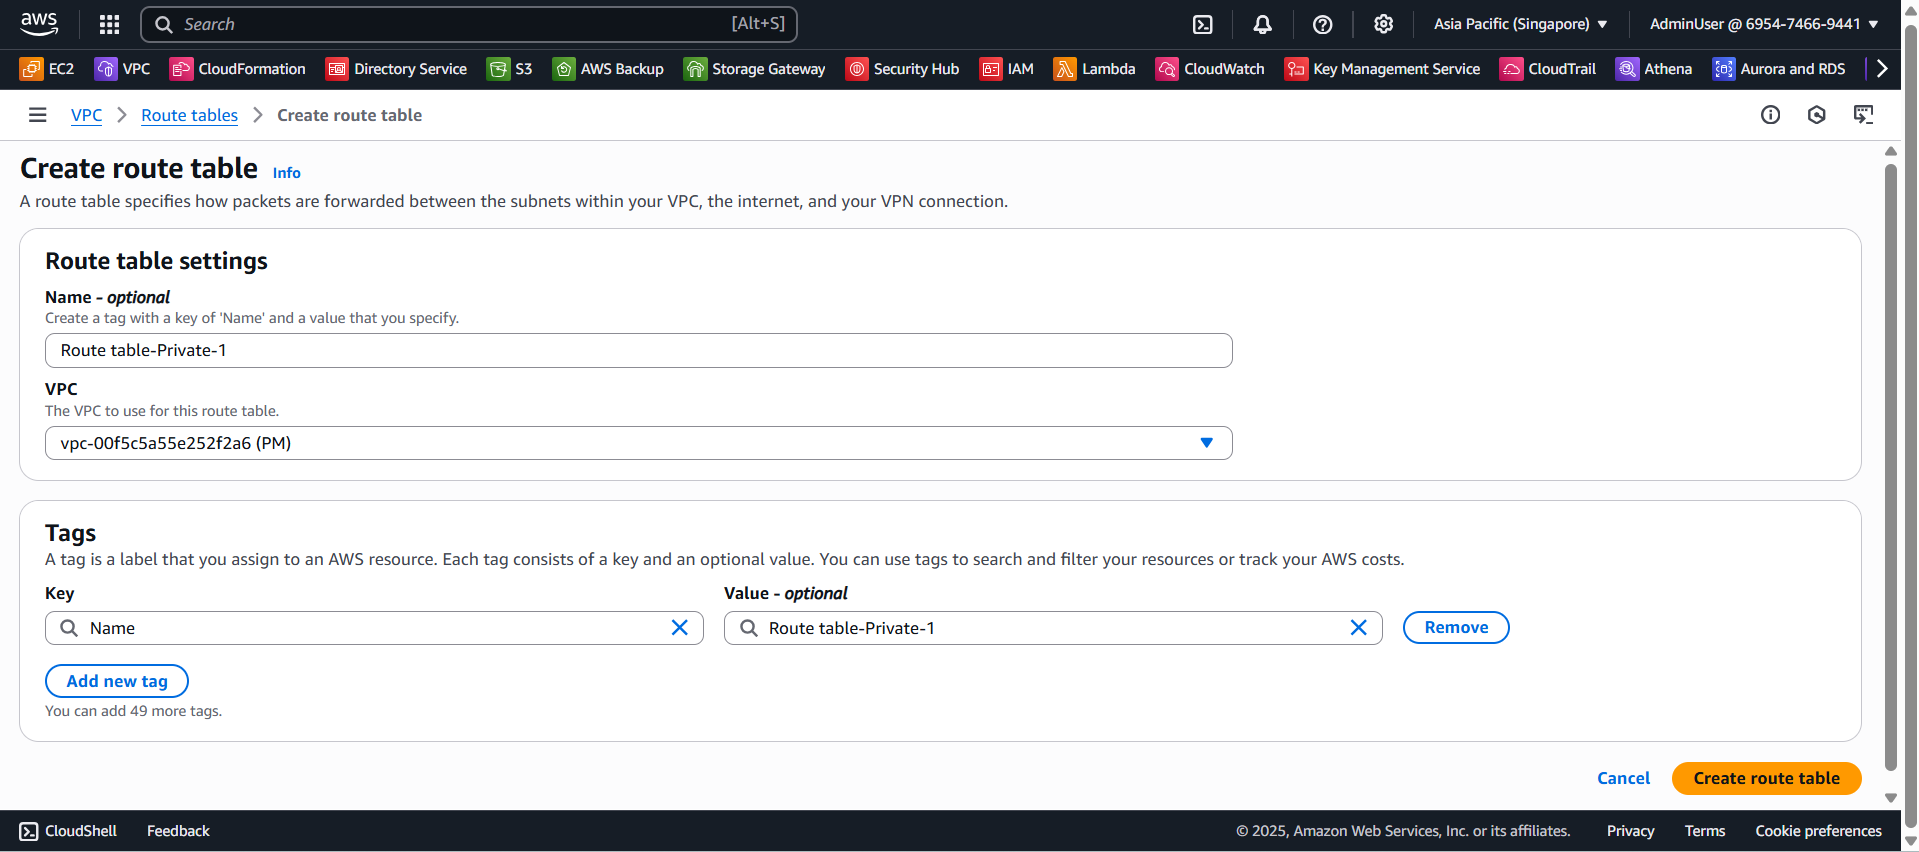 aws
Search [Alt+S]
Asia Pacific (Singapore)
AdminUser @ 6954-7466-9441
EC2 VPC CloudFormation Directory Service S3 AWS Backup Storage Gateway Security Hub IAM Lambda CloudWatch Key Management Service CloudTrail Athena Aurora and RDS
VPC > Route tables > Create route table
Create route table Info
A route table specifies how packets are forwarded between the subnets within your VPC, the internet, and your VPN connection.
Route table settings
Name - optional
Create a tag with a key of 'Name' and a value that you specify.
Route table-Private-1
VPC
The VPC to use for this route table.
vpc-00f5c5a55e252f2a6 (PM)
Tags
A tag is a label that you assign to an AWS resource. Each tag consists of a key and an optional value. You can use tags to search and filter your resources or track your AWS costs.
Key Value - optional
Name Route table-Private-1 Remove
Add new tag
You can add 49 more tags.
Cancel Create route table
CloudShell Feedback © 2025, Amazon Web Services, Inc. or its affiliates. Privacy Terms Cookie preferences